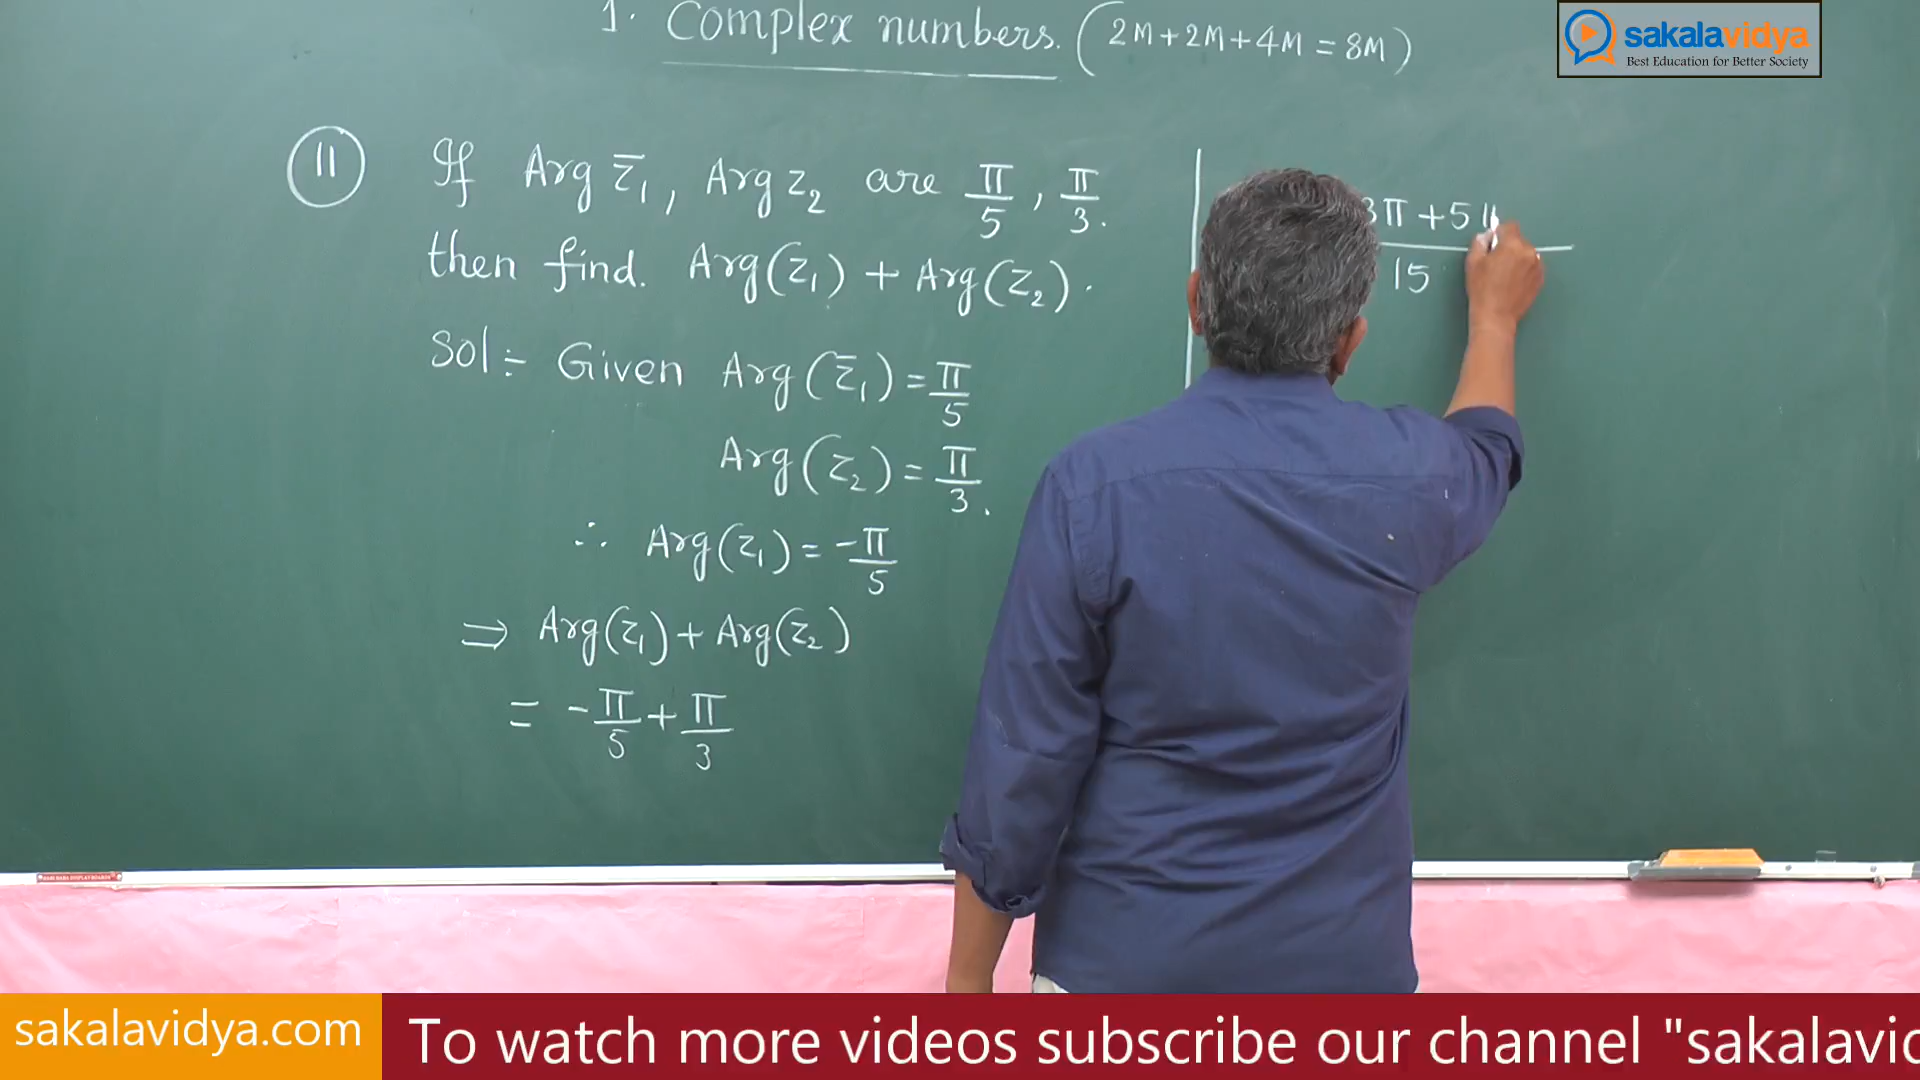 1. Complex numbers. (2M+2M+4M = 8M)
sakalavidya
Best Education for Better Society
11 If Arg z̄₁, Arg z₂ are π/5, π/3.
then find. Arg(z₁) + Arg(z₂).
Sol:- Given Arg(z̄₁) = π/5
Arg(z₂) = π/3.
∴ Arg(z₁) = -π/5
⇒ Arg(z₁) + Arg(z₂)
= -π/5 + π/3
3π + 5
15
sakalavidya.com
To watch more videos subscribe our channel "sakalavid